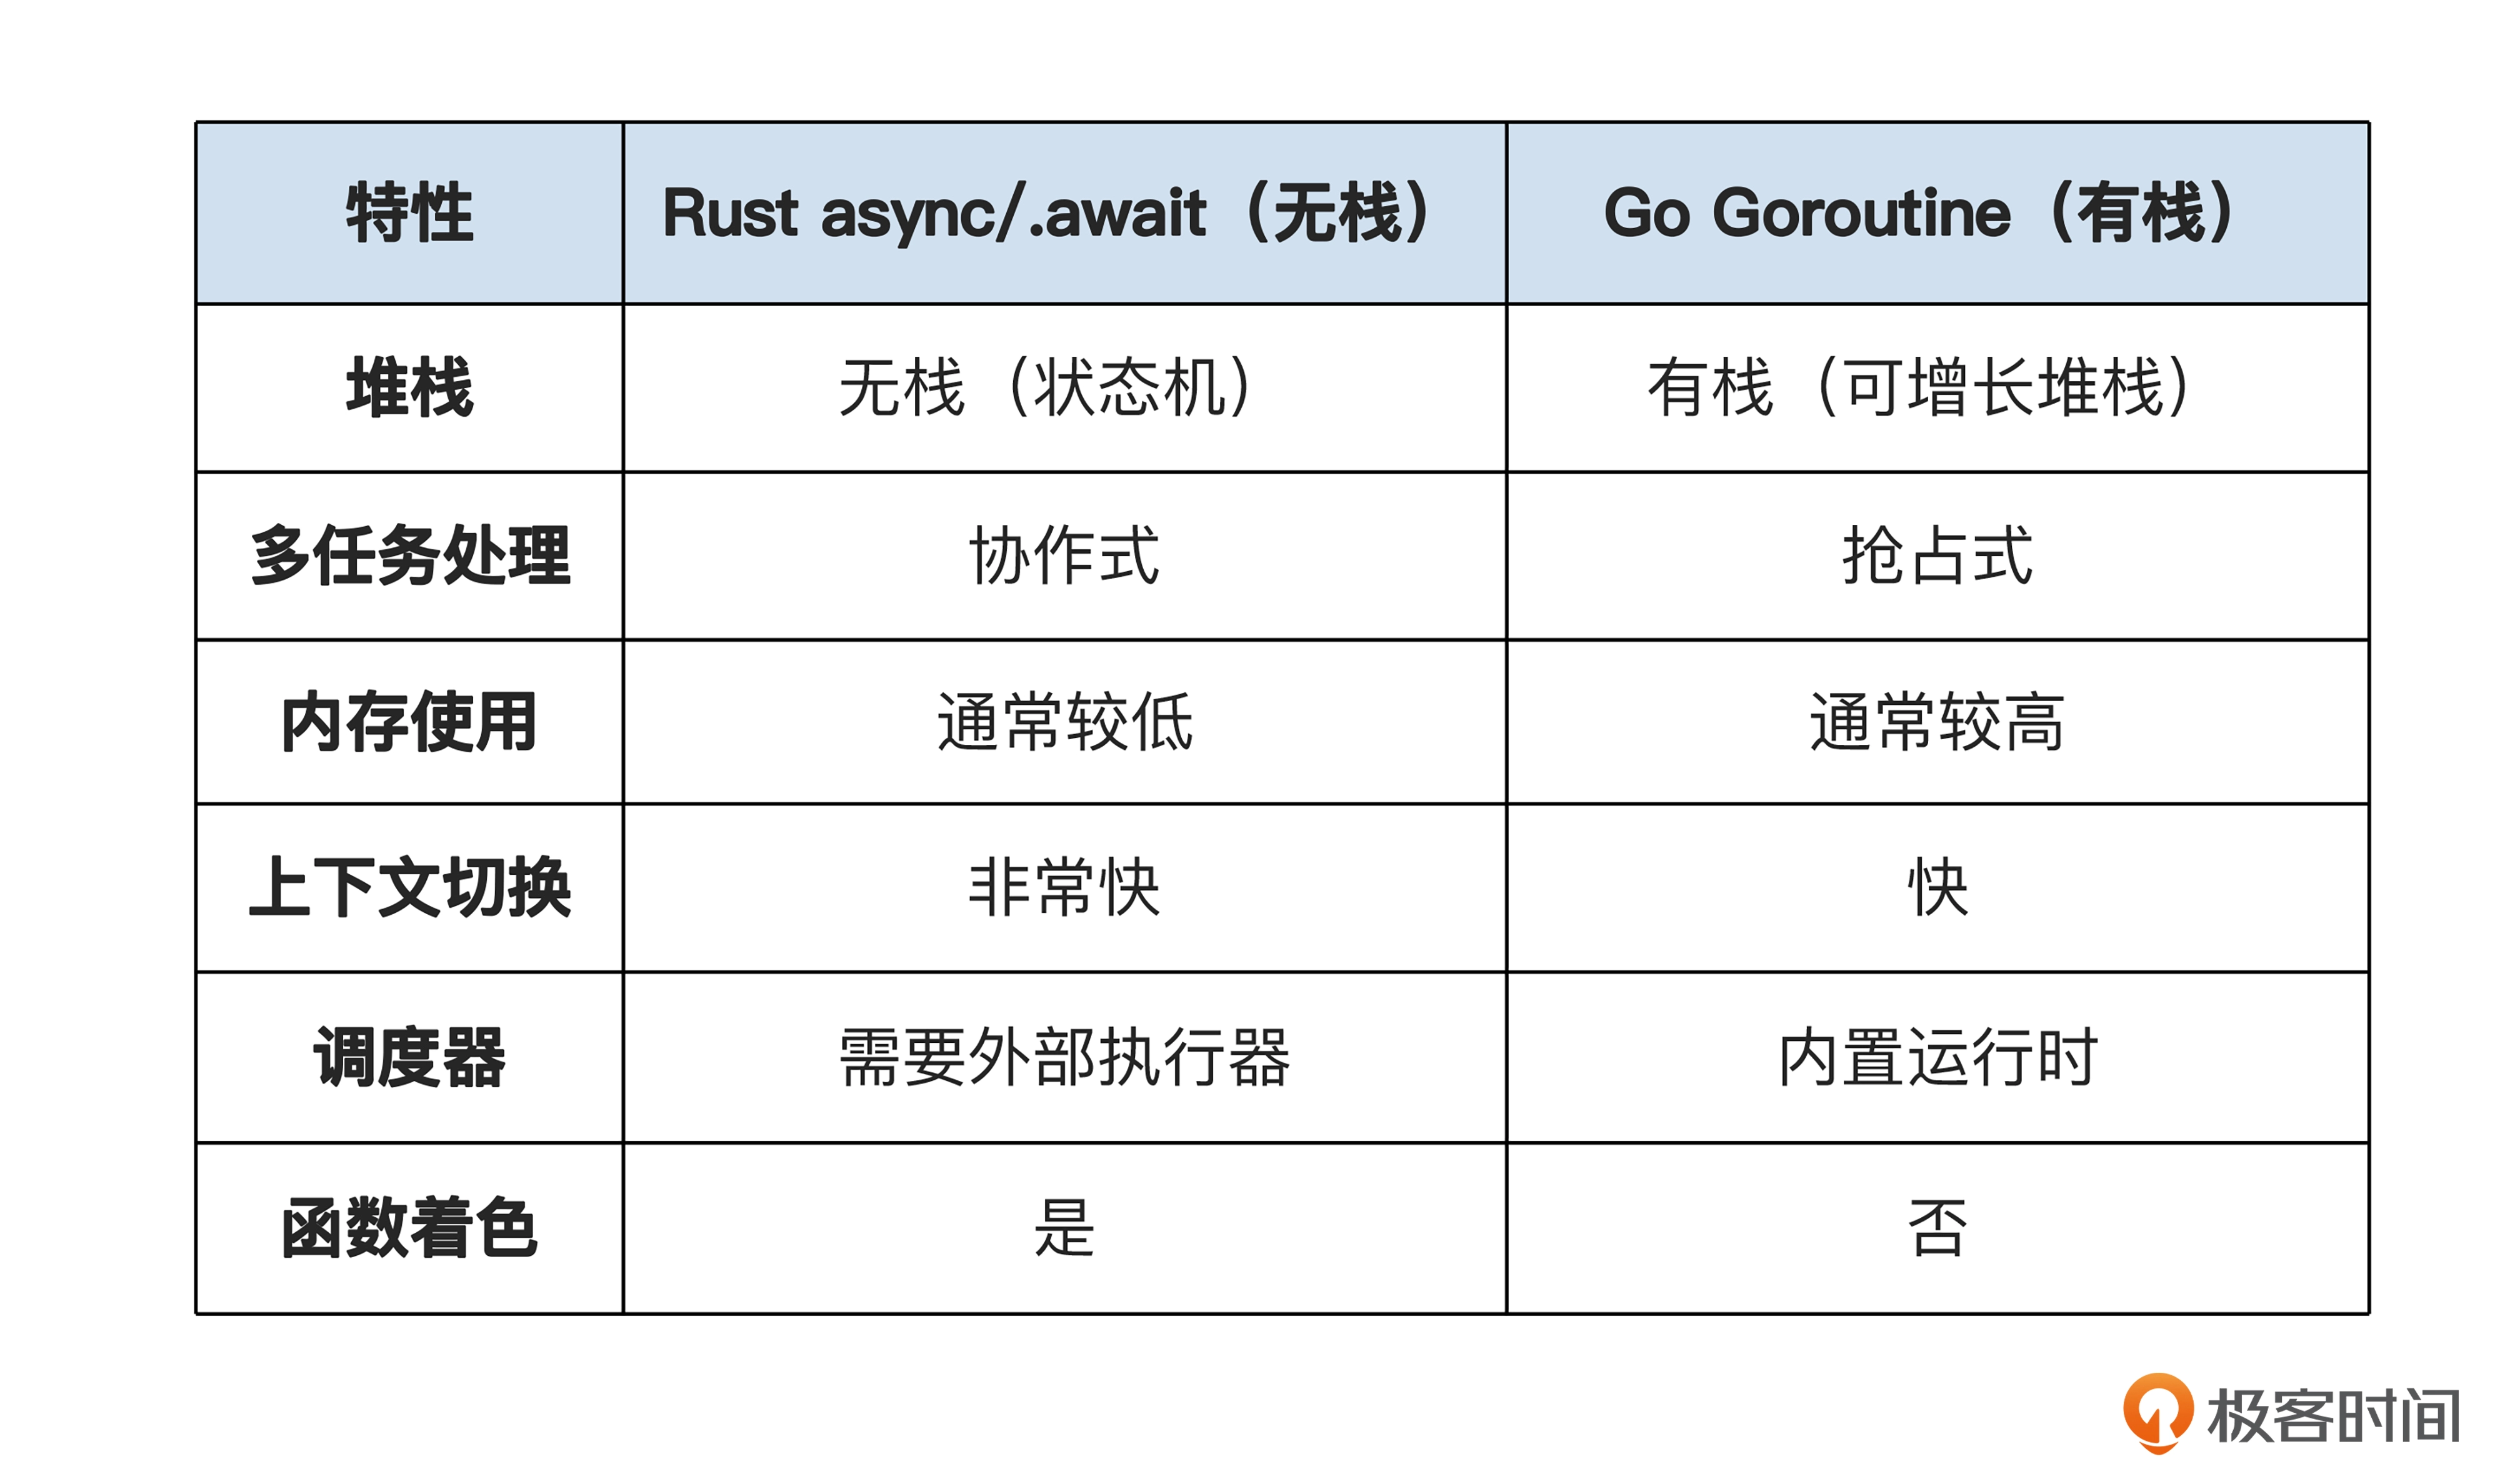 特性 Rust async/.await（无栈） Go Goroutine（有栈）
堆栈 无栈（状态机） 有栈（可增长堆栈）
多任务处理 协作式 抢占式
内存使用 通常较低 通常较高
上下文切换 非常快 快
调度器 需要外部执行器 内置运行时
函数着色 是 否
极客时间